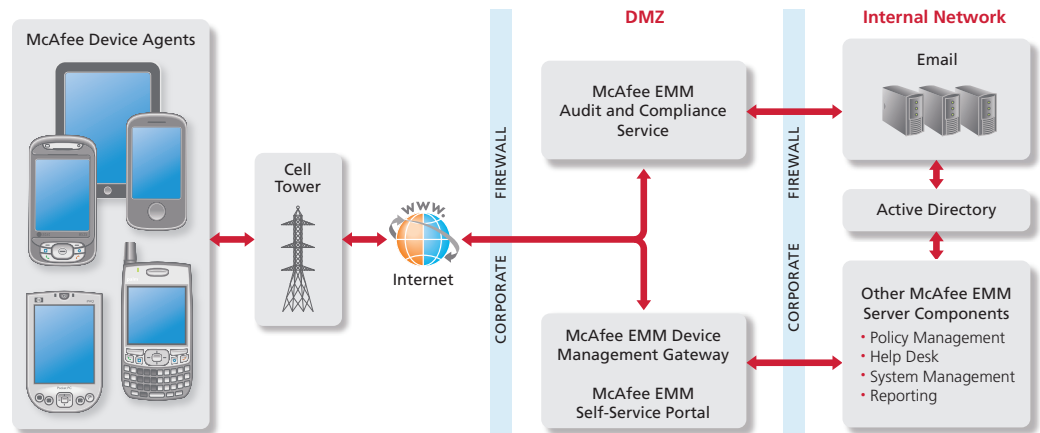 McAfee Device Agents
Cell
Tower
WWW.
Internet
CORPORATE FIREWALL
DMZ
McAfee EMM
Audit and Compliance
Service
McAfee EMM Device
Management Gateway
McAfee EMM
Self-Service Portal
CORPORATE FIREWALL
Internal Network
Email
Active Directory
Other McAfee EMM
Server Components
• Policy Management
• Help Desk
• System Management
• Reporting